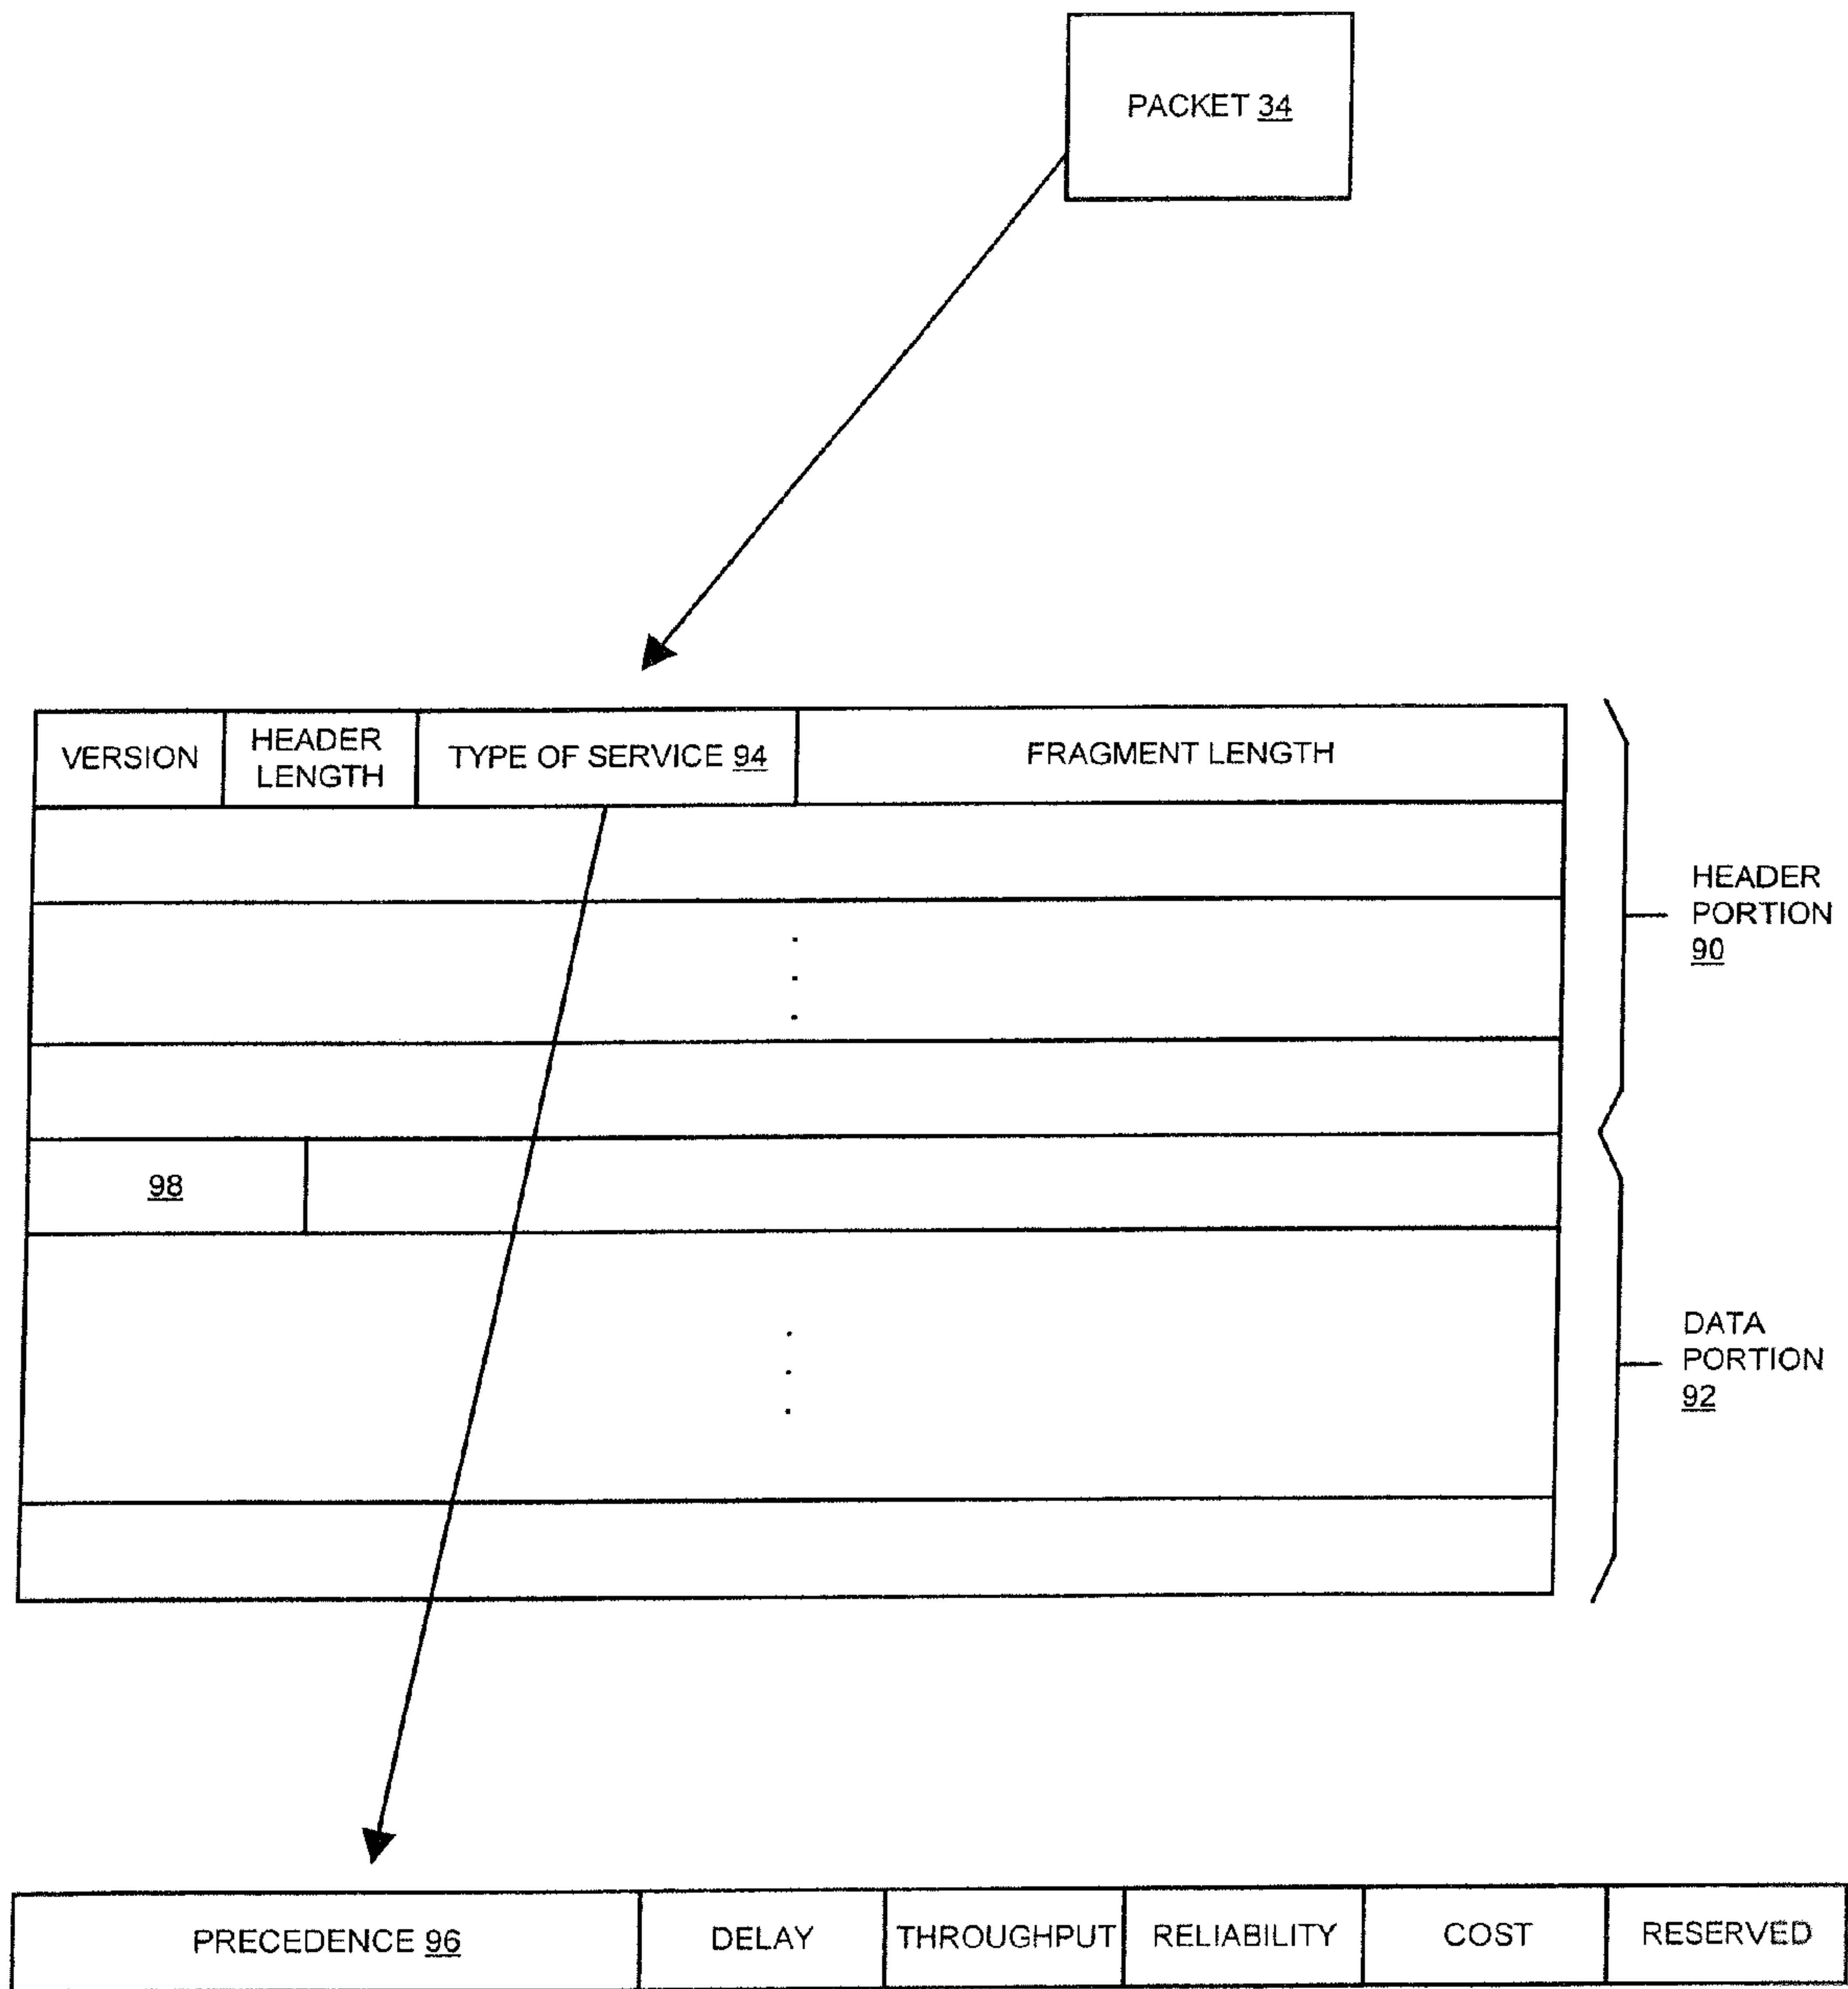 PACKET 34
VERSION
HEADER
LENGTH
TYPE OF SERVICE 94
FRAGMENT LENGTH
HEADER
PORTION
90
98
DATA
PORTION
92
PRECEDENCE 96
DELAY
THROUGHPUT
RELIABILITY
COST
RESERVED